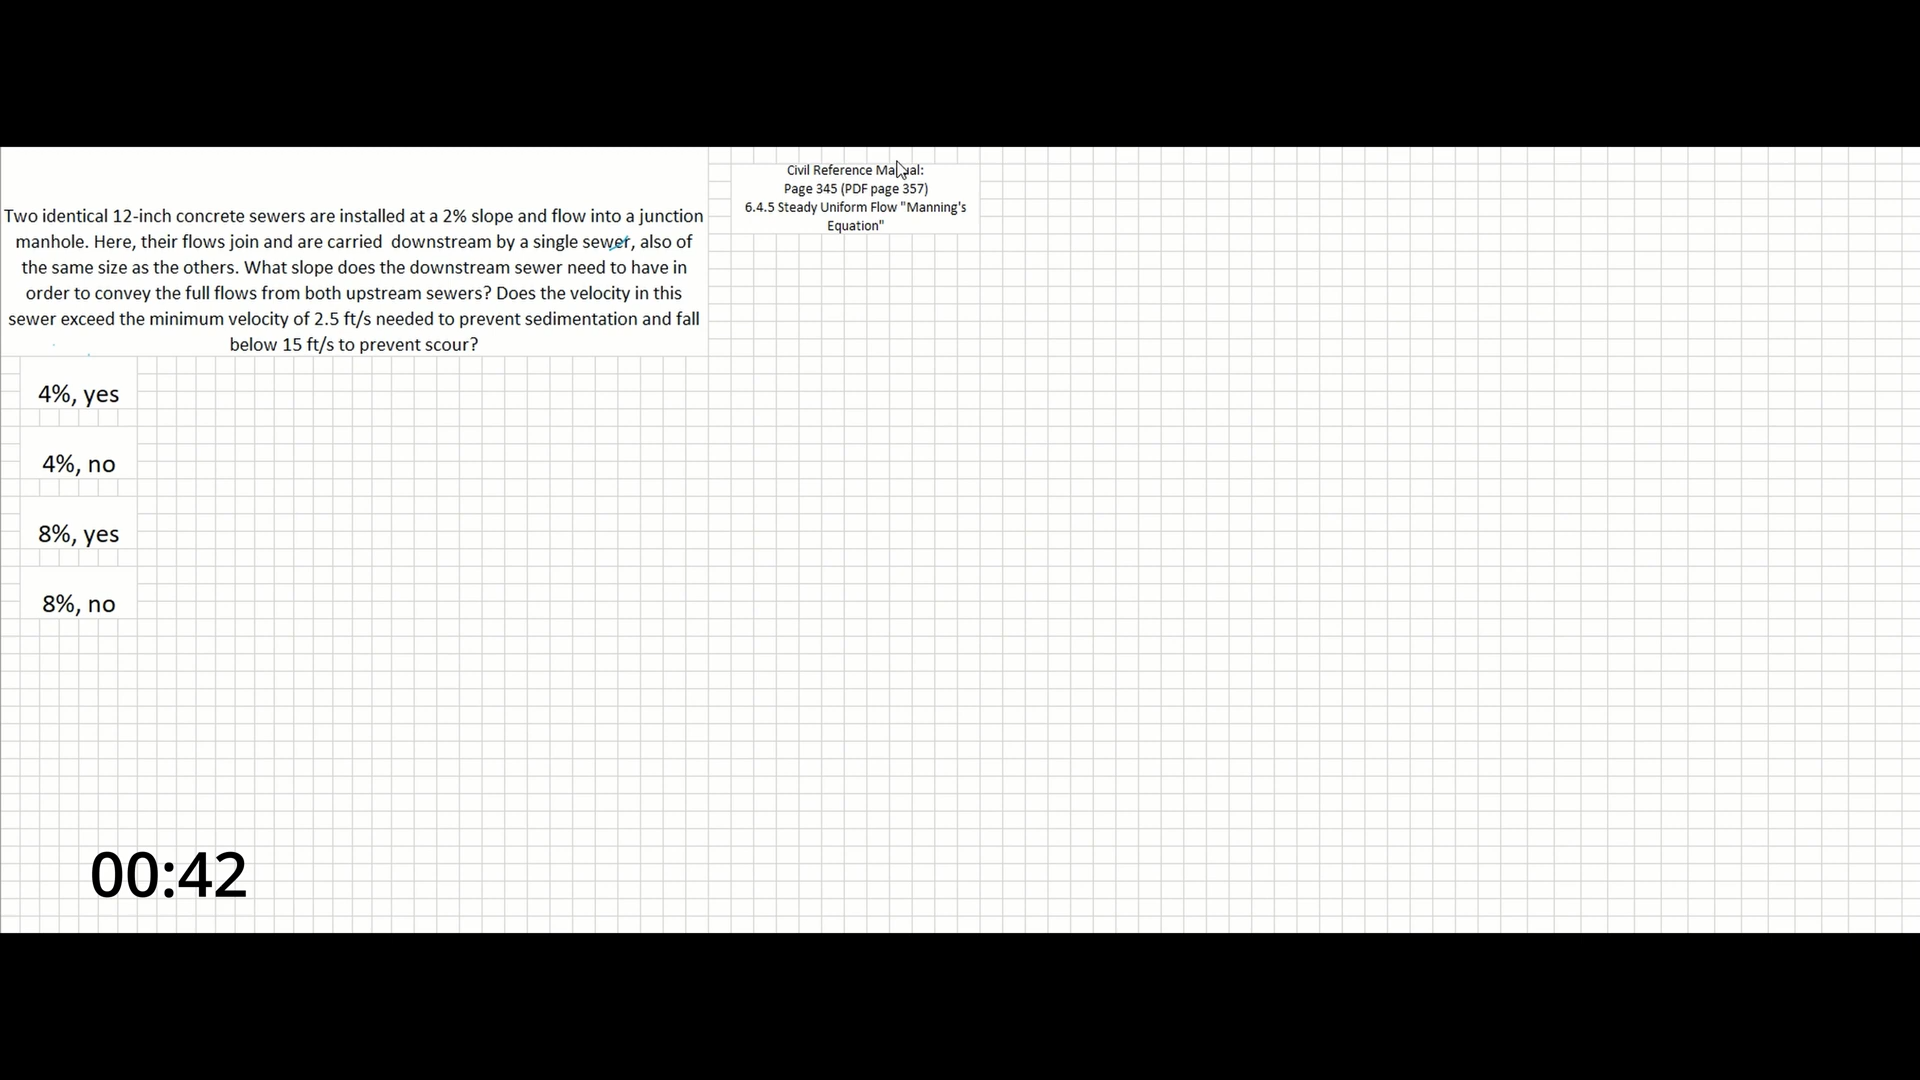 Two identical 12-inch concrete sewers are installed at a 2% slope and flow into a junction
manhole. Here, their flows join and are carried downstream by a single sewer, also of
the same size as the others. What slope does the downstream sewer need to have in
order to convey the full flows from both upstream sewers? Does the velocity in this
sewer exceed the minimum velocity of 2.5 ft/s needed to prevent sedimentation and fall
below 15 ft/s to prevent scour?
4%, yes
4%, no
8%, yes
8%, no
00:42
Civil Reference Manual:
Page 345 (PDF page 357)
6.4.5 Steady Uniform Flow "Manning's
Equation"